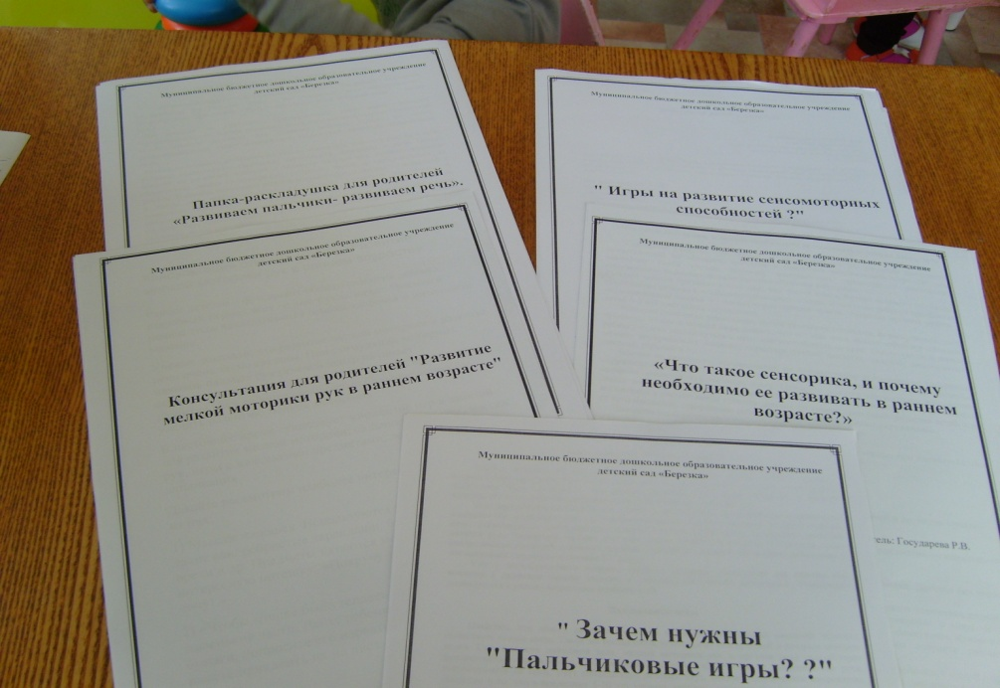 Муниципальное бюджетное дошкольное образовательное учреждение
детский сад «Березка»
Папка-раскладушка для родителей
«Развиваем пальчики- развиваем речь».
Муниципальное бюджетное дошкольное образовательное учреждение
детский сад «Березка»
" Игры на развитие сенсомоторных
способностей ?"
Муниципальное бюджетное дошкольное образовательное учреждение
детский сад «Березка»
Консультация для родителей "Развитие
мелкой моторики рук в раннем возрасте"
Муниципальное бюджетное дошкольное образовательное учреждение
детский сад «Березка»
«Что такое сенсорика, и почему
необходимо ее развивать в раннем
возрасте?»
Государева Р.В.
Муниципальное бюджетное дошкольное образовательное учреждение
детский сад «Березка»
" Зачем нужны
"Пальчиковые игры? ?"